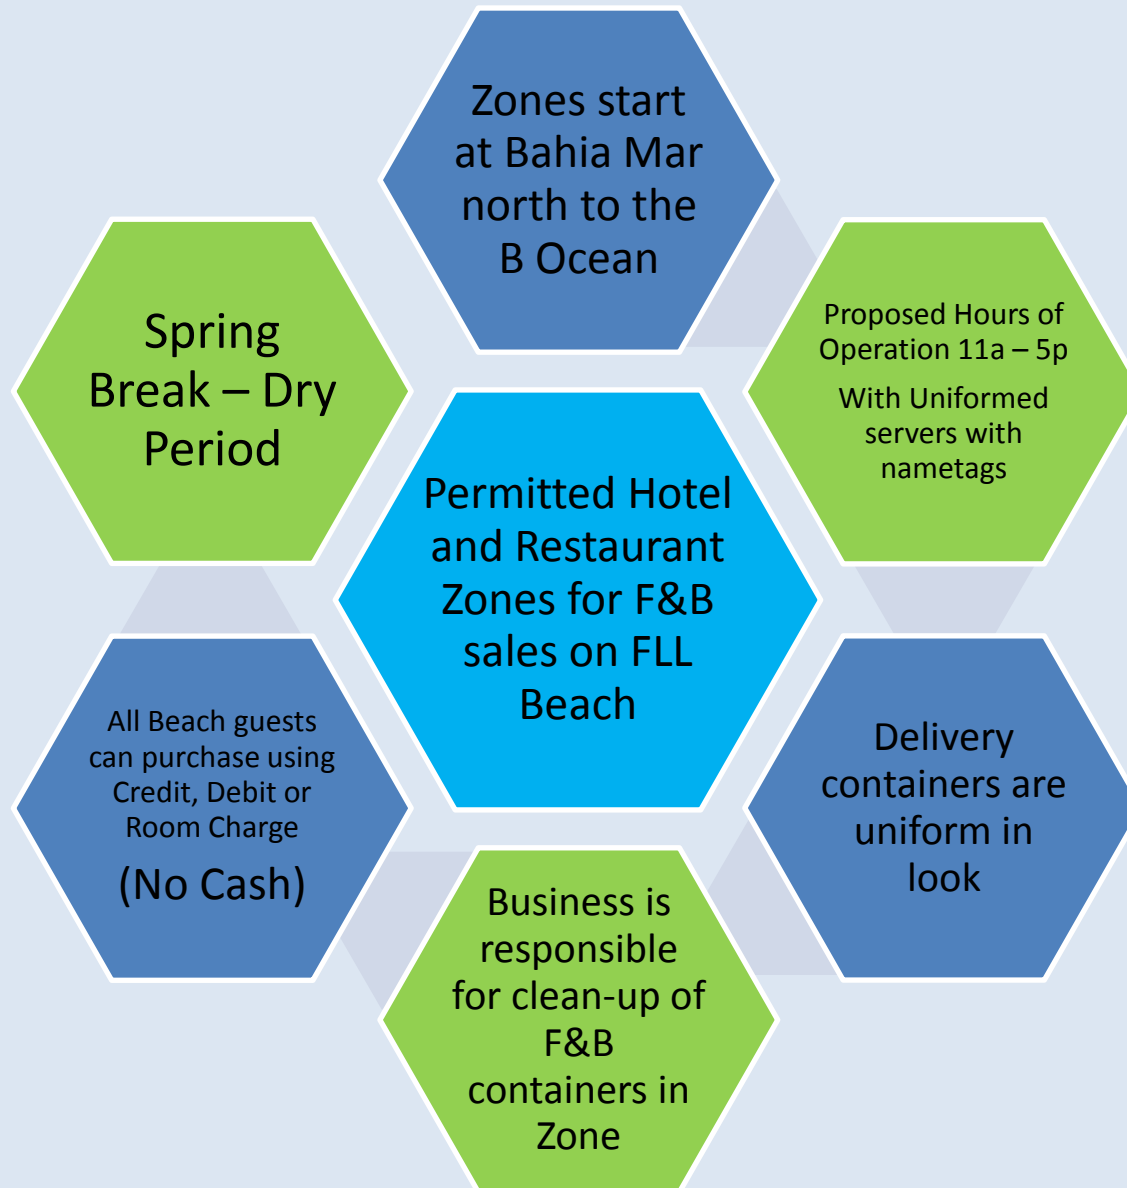 Zones start
at Bahia Mar
north to the
B Ocean
Proposed Hours of
Operation 11a – 5p
With Uniformed
servers with
nametags
Delivery
containers are
uniform in
look
Business is
responsible
for clean-up of
F&B
containers in
Zone
All Beach guests
can purchase using
Credit, Debit or
Room Charge
(No Cash)
Spring
Break – Dry
Period
Permitted Hotel
and Restaurant
Zones for F&B
sales on FLL
Beach